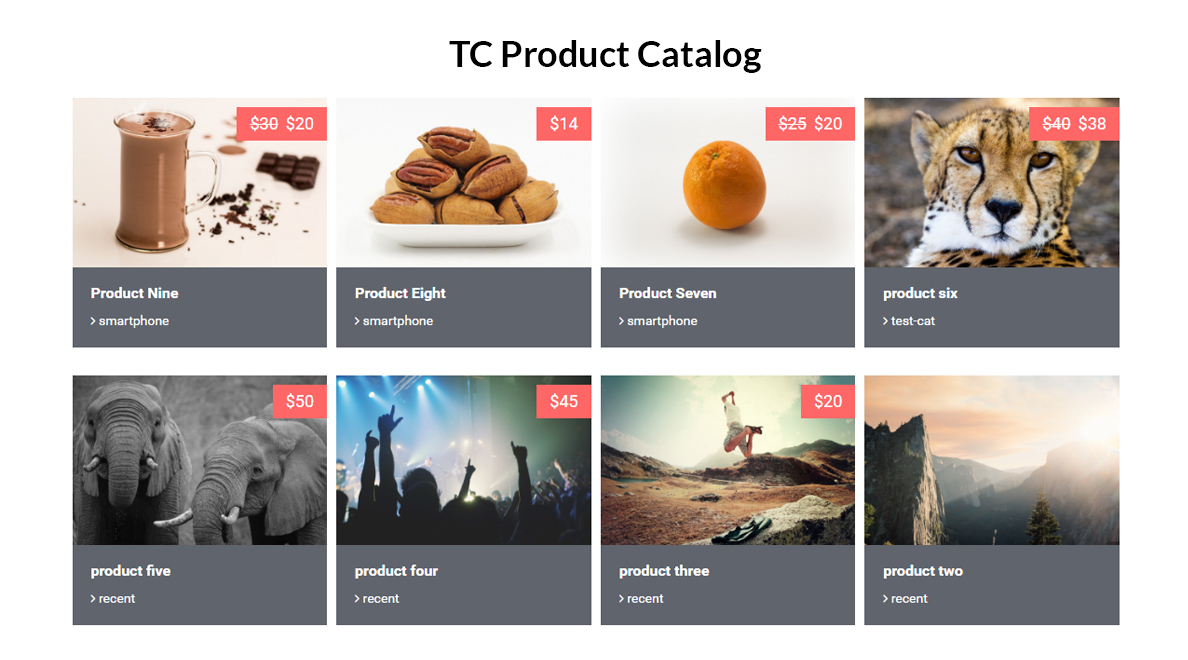 TC Product Catalog
$30 $20
$14
$25 $20
$40 $38
Product Nine
Product Eight
Product Seven
product six
> smartphone
> smartphone
> smartphone
> test-cat
$50
$45
$20
product five
product four
product three
product two
> recent
> recent
> recent
> recent